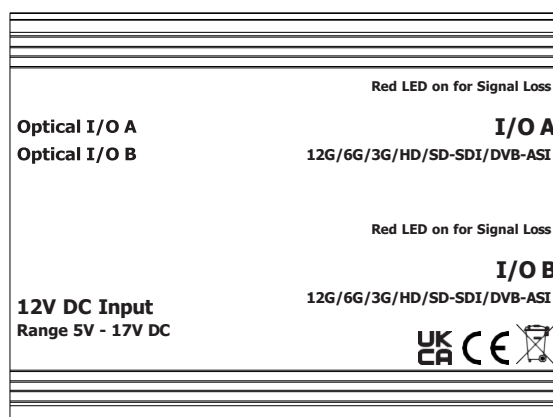 Red LED on for Signal Loss
Optical I/O A
I/O A
Optical I/O B
12G/6G/3G/HD/SD-SDI/DVB-ASI
Red LED on for Signal Loss
I/O B
12V DC Input
12G/6G/3G/HD/SD-SDI/DVB-ASI
Range 5V - 17V DC
UK
CA
CE